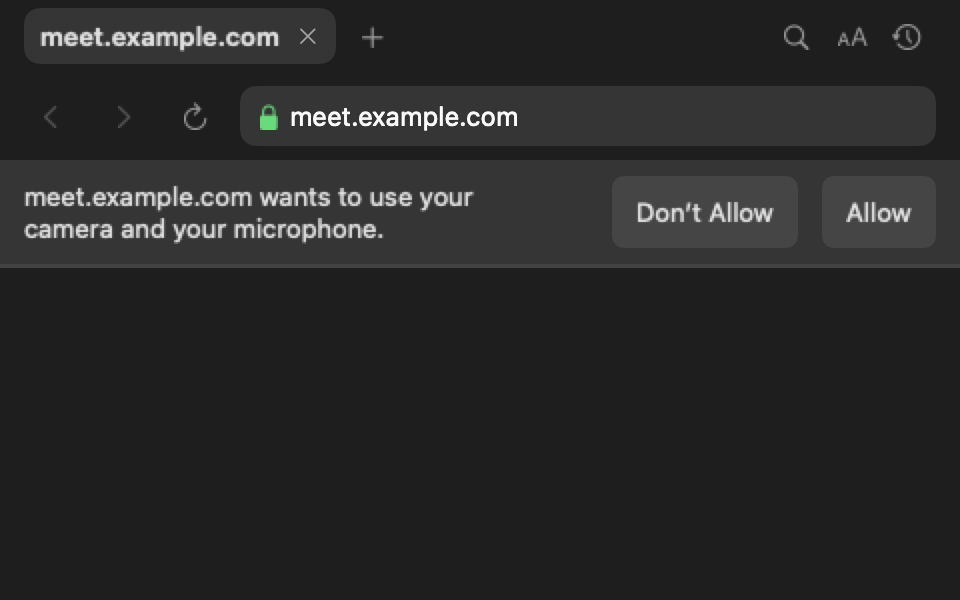 meet.example.com
AA
meet.example.com
meet.example.com wants to use your
camera and your microphone.
Don't Allow
Allow